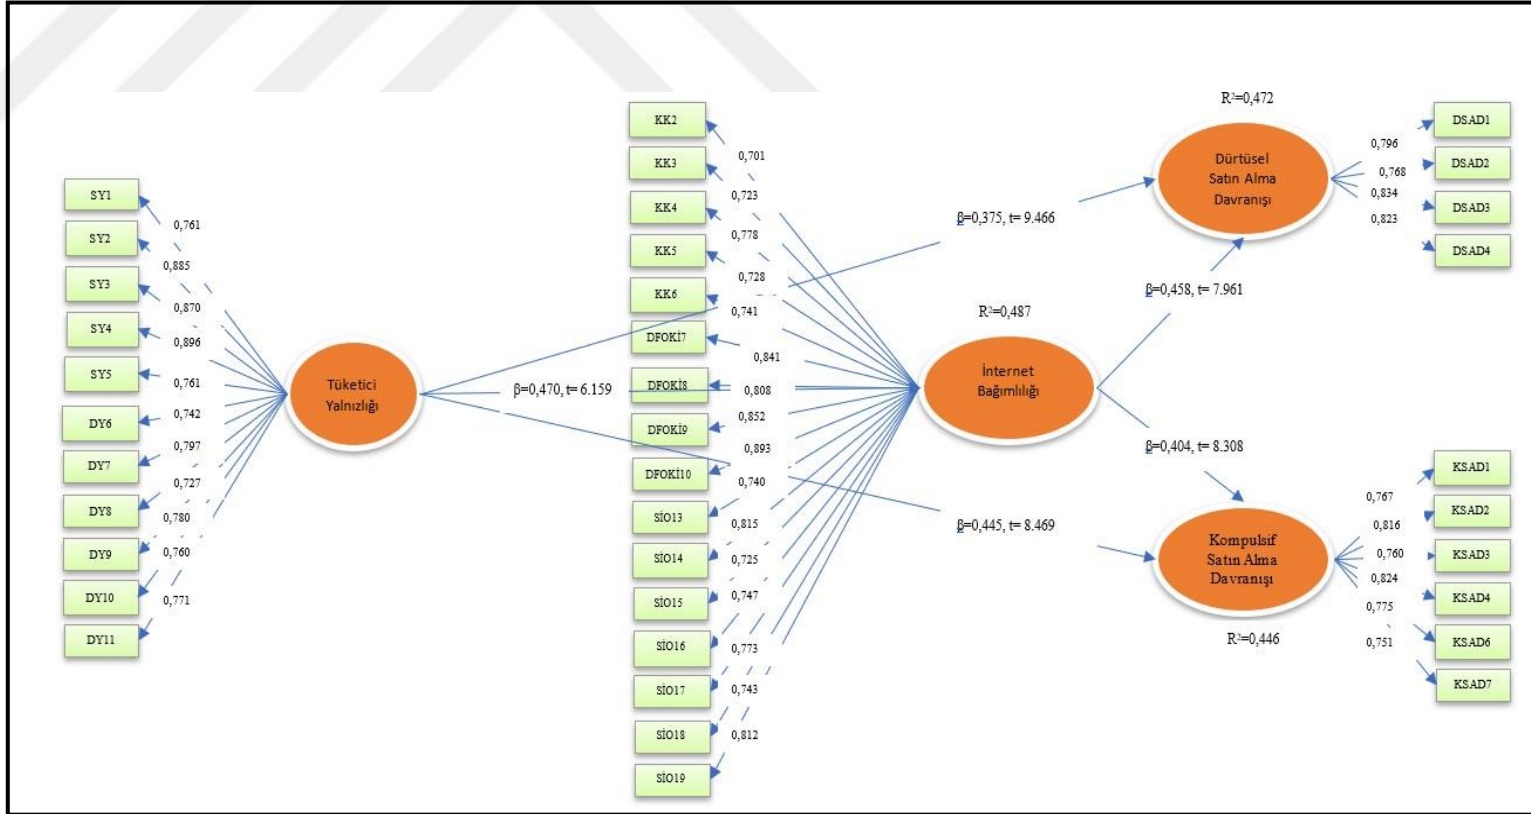 SY1
SY2
SY3
SY4
SY5
DY6
DY7
DY8
DY9
DY10
DY11
0,761
0,885
0,870
0,896
0,761
0,742
0,797
0,727
0,780
0,760
0,771
Tüketici
Yalnızlığı
β=0,470, t= 6.159
KK2
KK3
KK4
KK5
KK6
DFOKİ7
DFOKİ8
DFOKİ9
DFOKİ10
SİO13
SİO14
SİO15
SİO16
SİO17
SİO18
SİO19
0,701
0,723
0,778
0,728
0,741
0,841
0,808
0,852
0,893
0,740
0,815
0,725
0,747
0,773
0,743
0,812
β=0,375, t= 9.466
R²=0,487
İnternet
Bağımlılığı
β=0,445, t= 8.469
β=0,458, t= 7.961
β=0,404, t= 8.308
R²=0,472
Dürtüsel
Satın Alma
Davranışı
0,796
0,768
0,834
0,823
DSAD1
DSAD2
DSAD3
DSAD4
Kompulsif
Satın Alma
Davranışı
R²=0,446
0,767
0,816
0,760
0,824
0,775
0,751
KSAD1
KSAD2
KSAD3
KSAD4
KSAD6
KSAD7